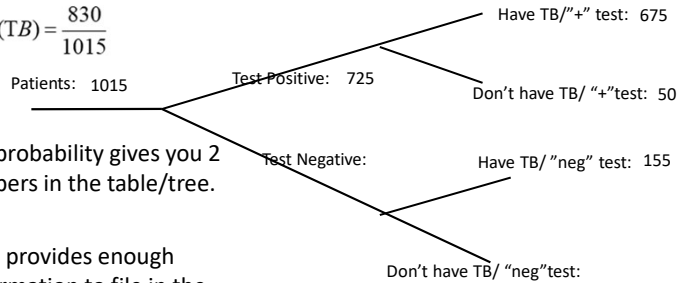 (TB) = 830/1015
Have TB/”+” test: 675
Patients: 1015
Test Positive: 725
Don’t have TB/ “+”test: 50
probability gives you 2
Test Negative:
Have TB/ ”neg” test: 155
bers in the table/tree.
provides enough
Don’t have TB/ “neg”test:
rmation to file in the